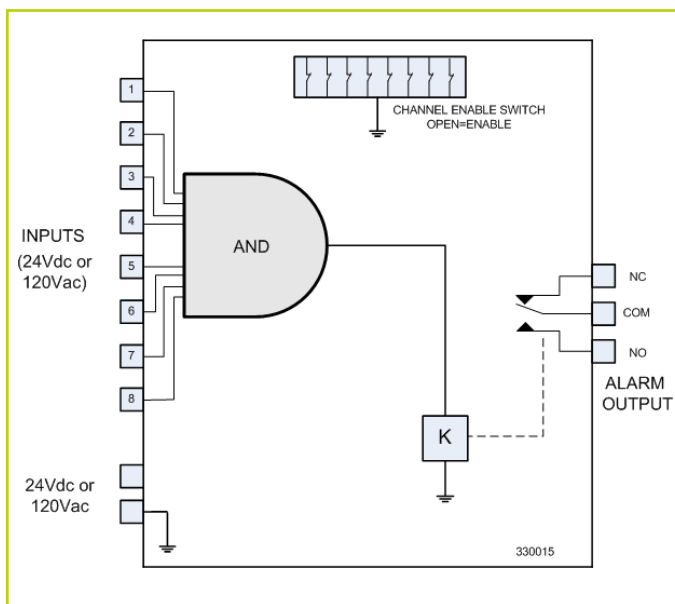 CHANNEL ENABLE SWITCH
OPEN=ENABLE
1
2
3
4
5
6
7
8
INPUTS
(24Vdc or
120Vac)
AND
NC
COM
NO
ALARM
OUTPUT
K
24Vdc or
120Vac
330015